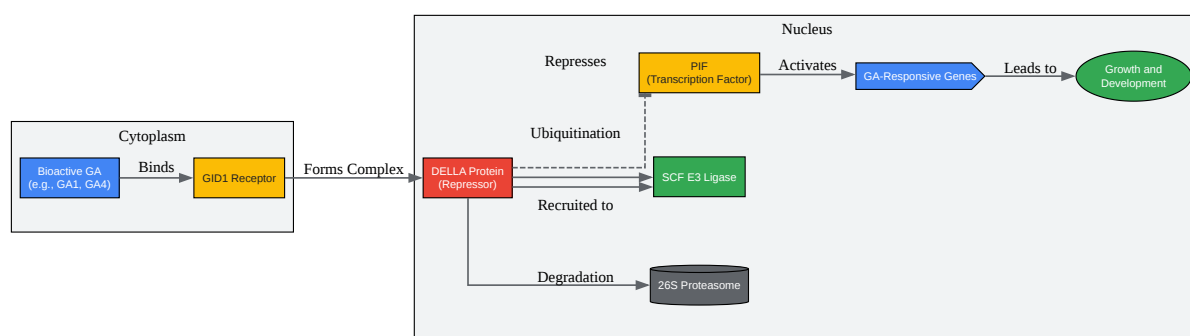 Nucleus
Represses
PIF
(Transcription Factor)
Activates
GA-Responsive Genes
Leads to
Growth and
Development
Cytoplasm
Ubiquitination
Bioactive GA
(e.g., GA1, GA4)
Binds
GID1 Receptor
Forms Complex
DELLA Protein
(Repressor)
SCF E3 Ligase
Recruited to
Degradation
26S Proteasome